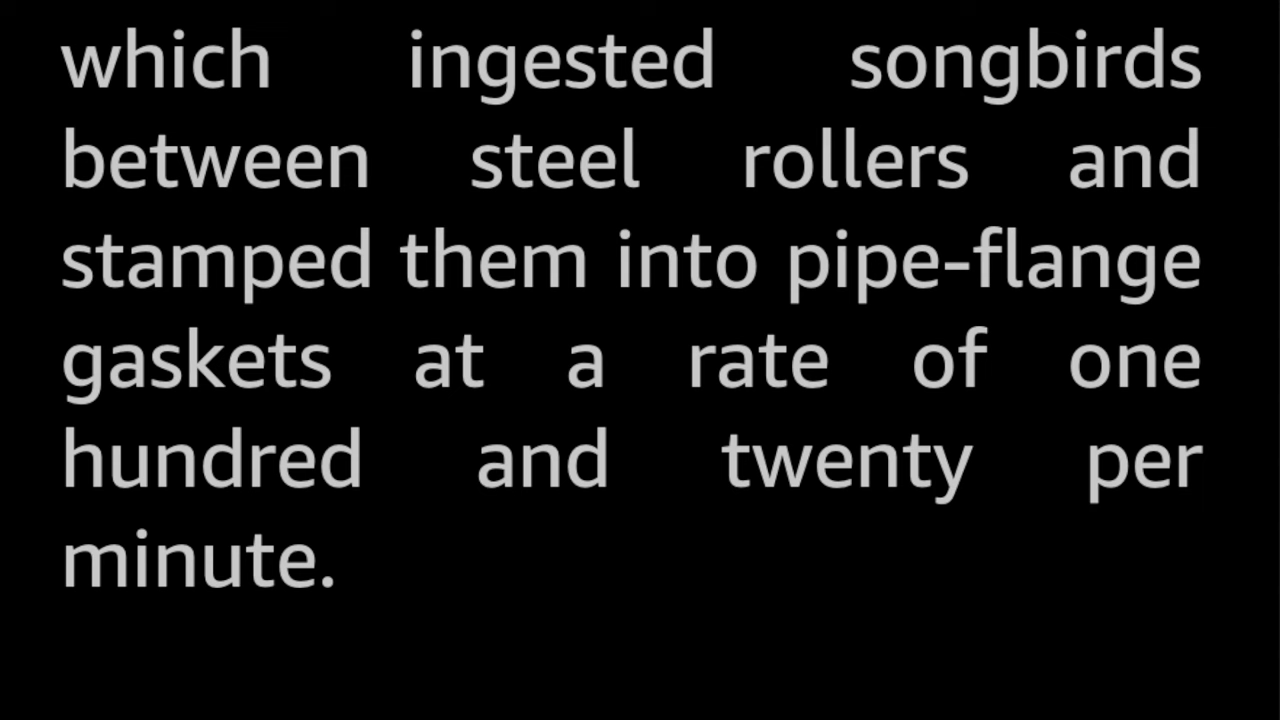 which ingested songbirds
between steel rollers and
stamped them into pipe-flange
gaskets at a rate of one
hundred and twenty per
minute.